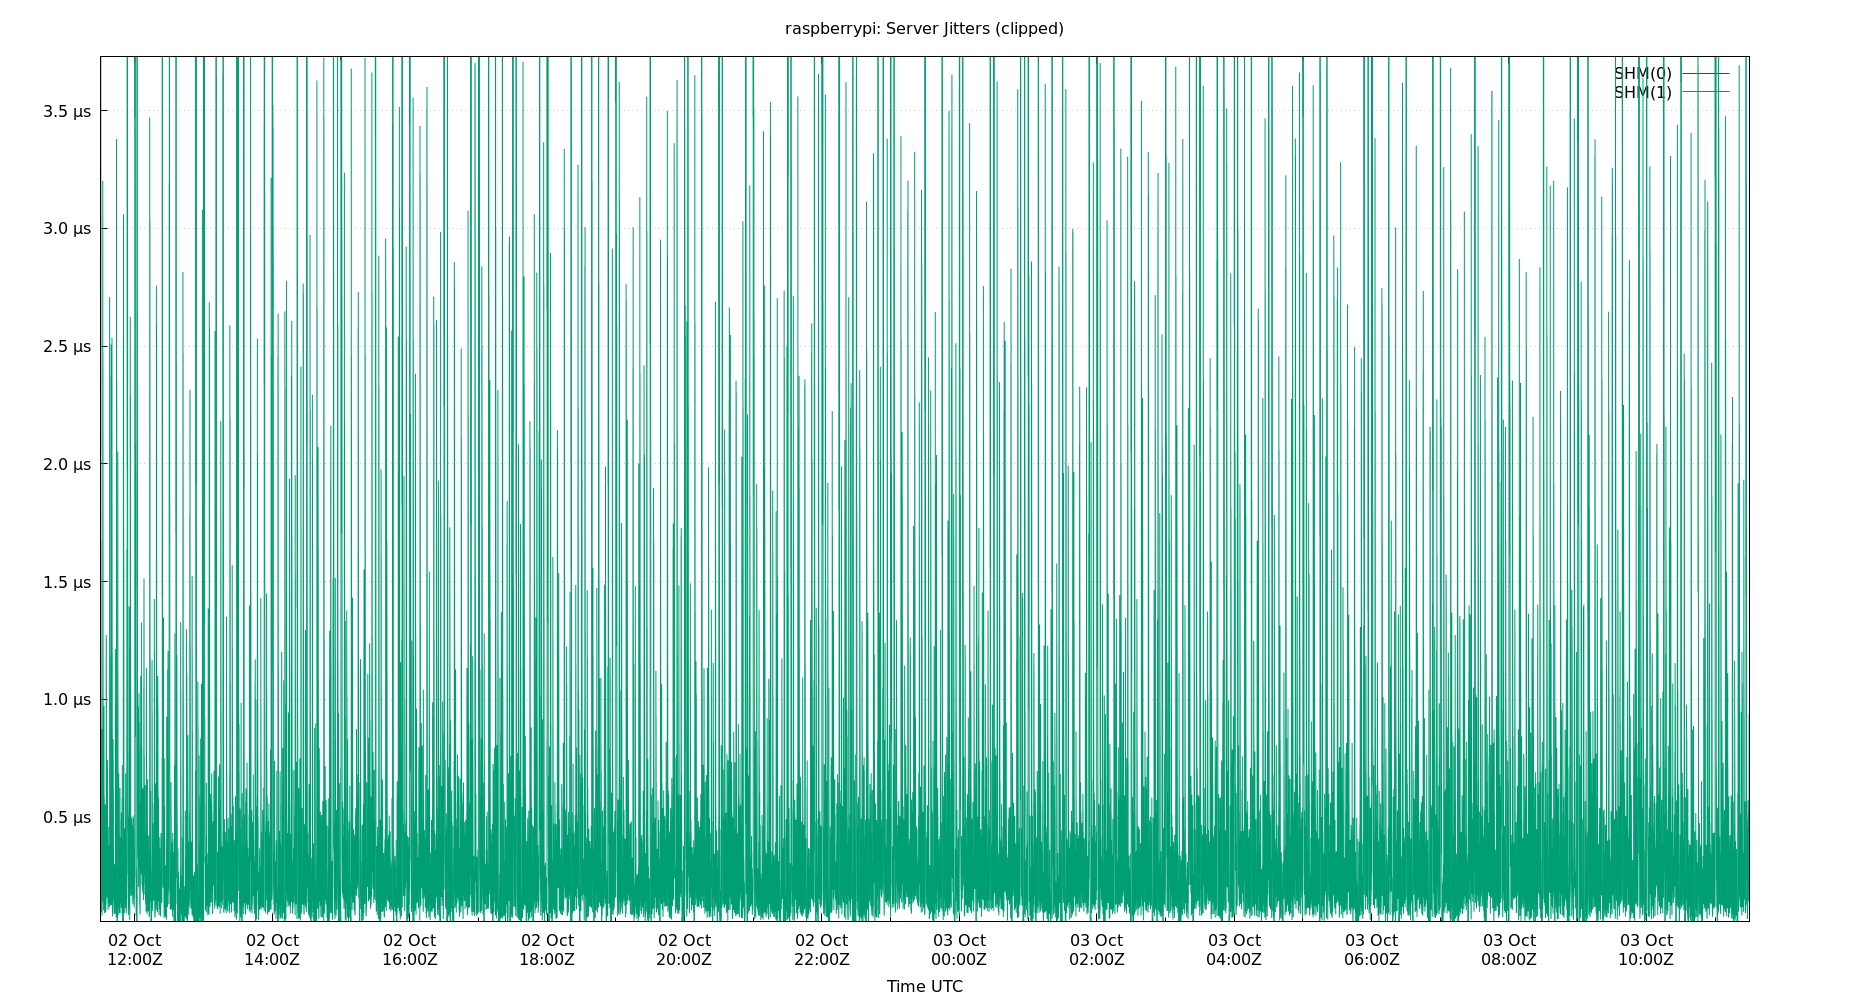 raspberrypi: Server Jitters (clipped)
SHM(0)
SHM(1)
3.5 µs
3.0 µs
2.5 µs
2.0 µs
1.5 µs
1.0 µs
0.5 µs
02 Oct 02 Oct 02 Oct 02 Oct 02 Oct 02 Oct 03 Oct 03 Oct 03 Oct 03 Oct 03 Oct 03 Oct
12:00Z 14:00Z 16:00Z 18:00Z 20:00Z 22:00Z 00:00Z 02:00Z 04:00Z 06:00Z 08:00Z 10:00Z
Time UTC